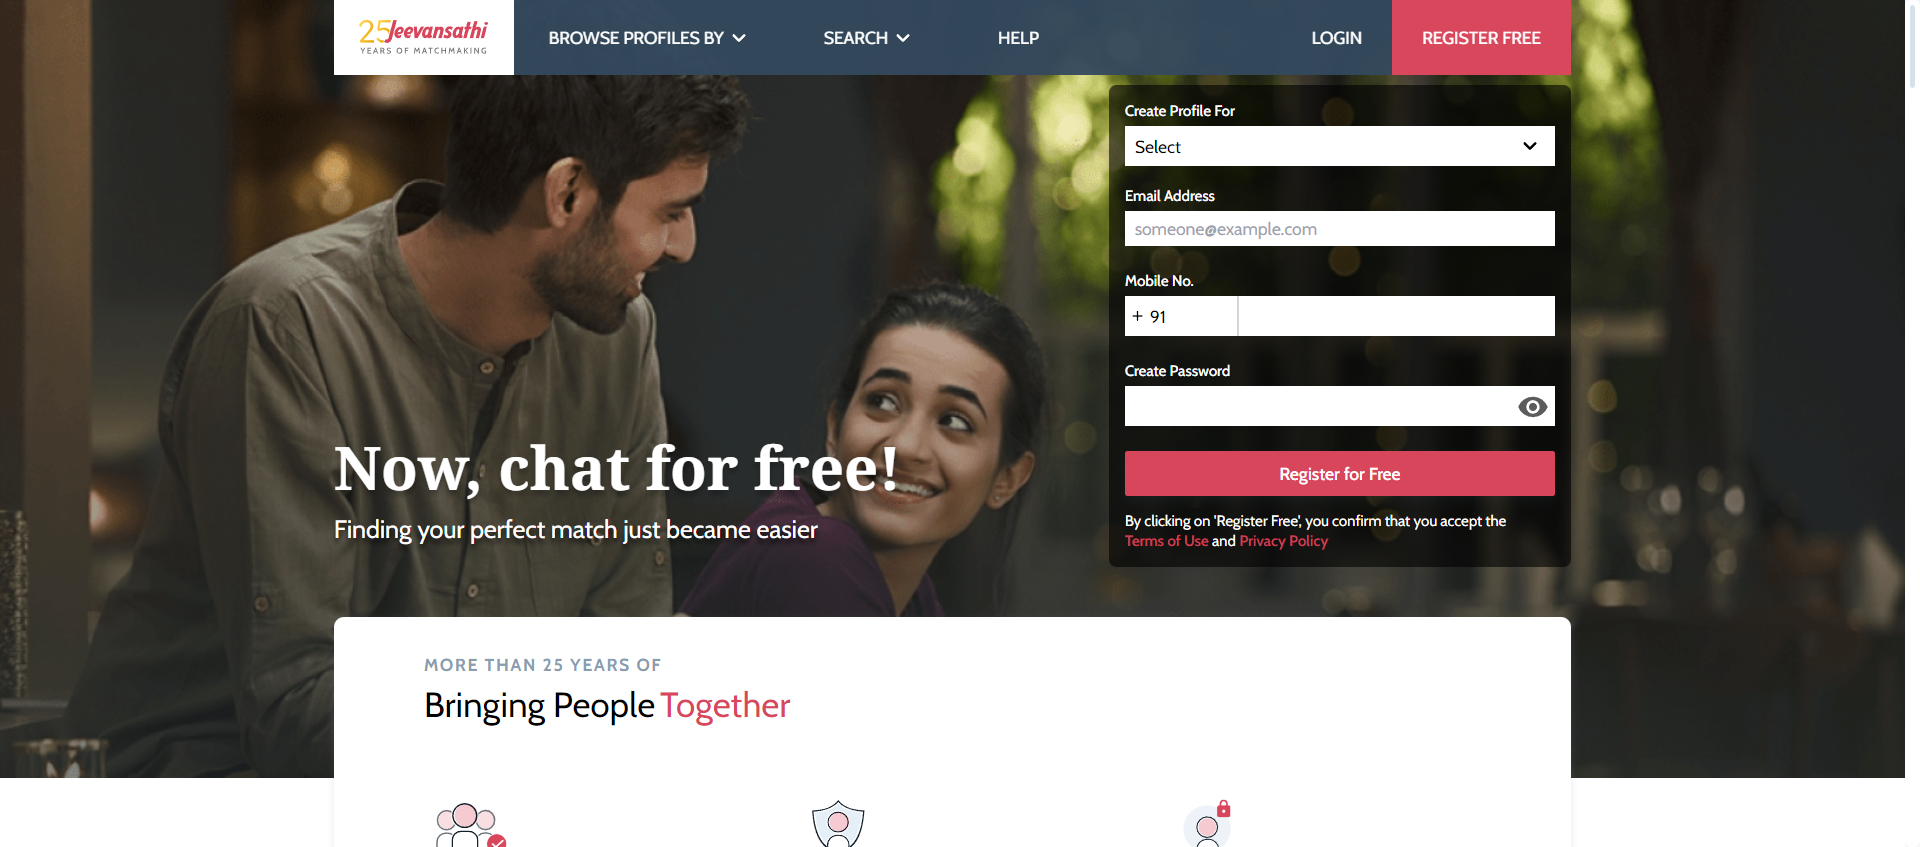 25 Jeevansathi
YEARS OF MATCHMAKING
BROWSE PROFILES BY
SEARCH
HELP
LOGIN
REGISTER FREE
Create Profile For
Select
Email Address
someone@example.com
Mobile No.
+ 91
Create Password
Register for Free
By clicking on 'Register Free', you confirm that you accept the
Terms of Use and Privacy Policy
Now, chat for free!
Finding your perfect match just became easier
MORE THAN 25 YEARS OF
Bringing People Together